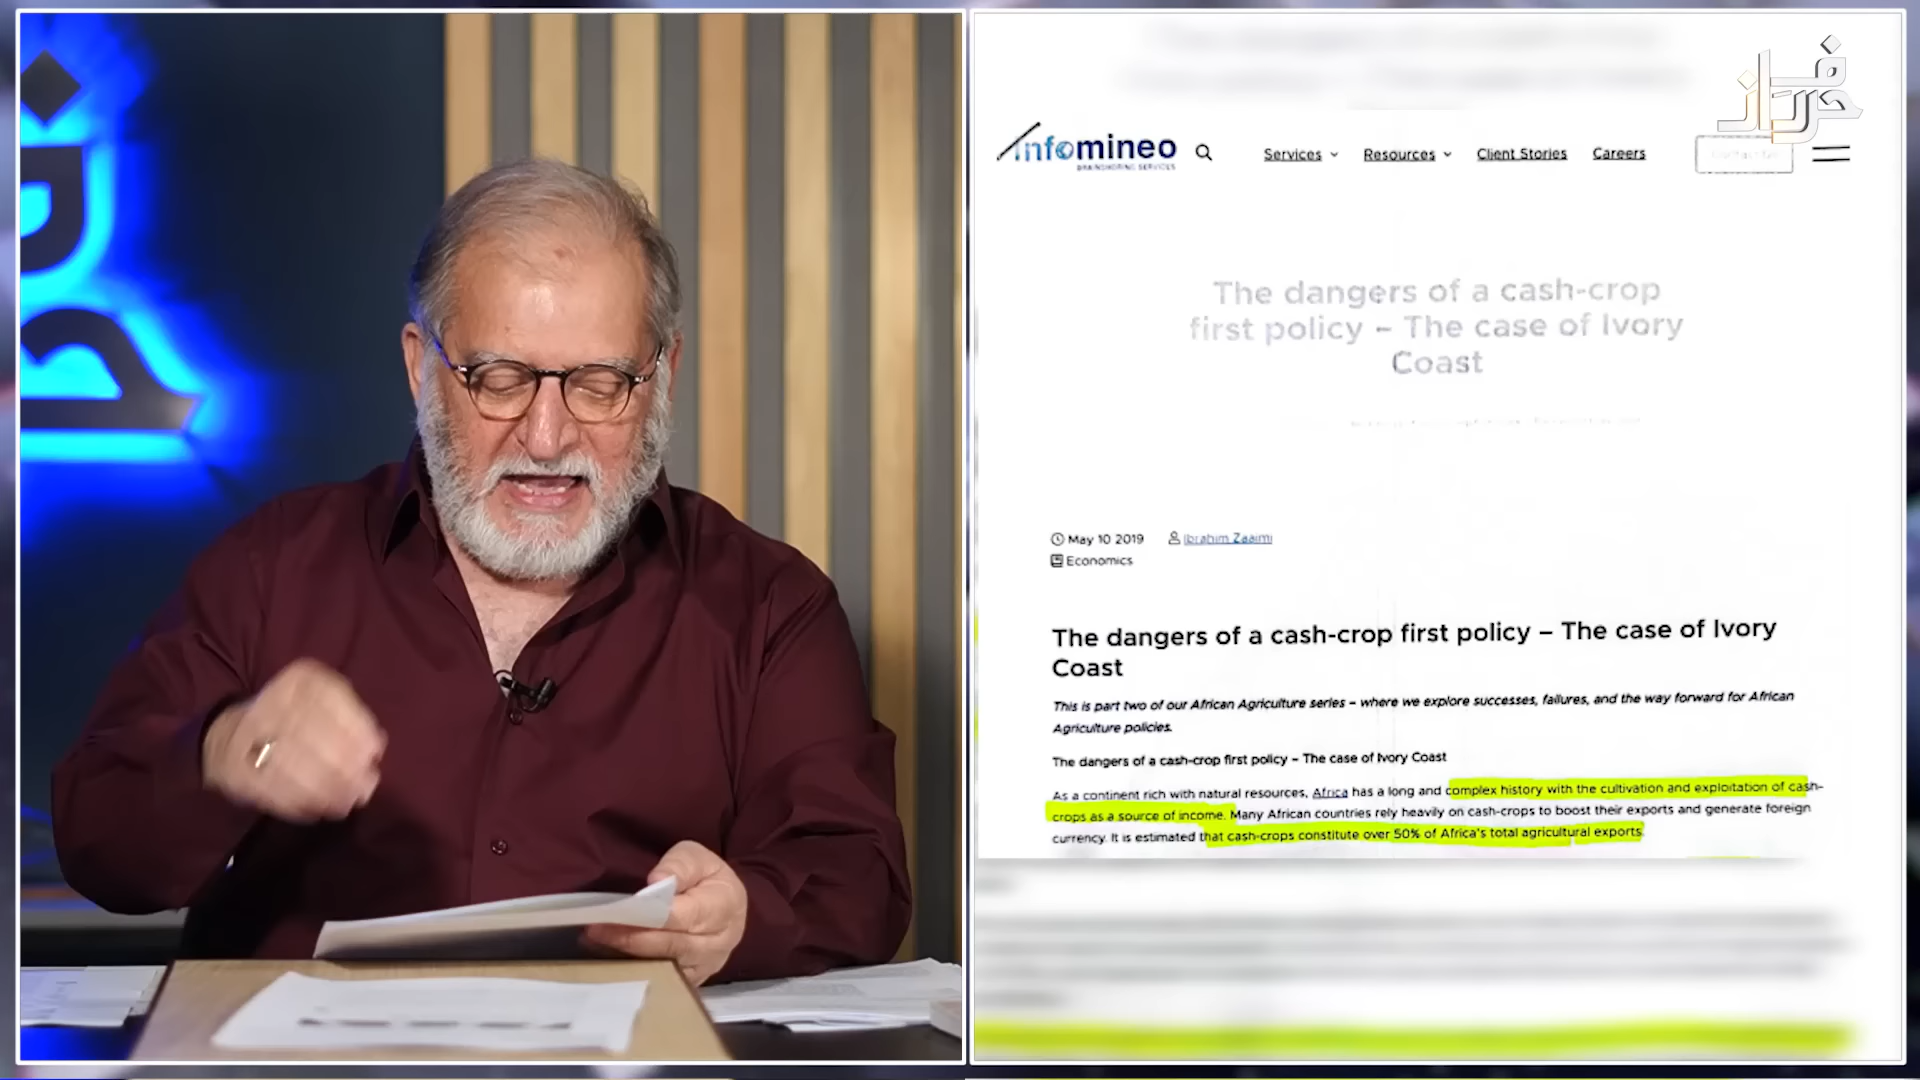 Infomineo
BRAINSHORING SERVICES
Services
Resources
Client Stories
Careers
The dangers of a cash-crop
first policy – The case of Ivory
Coast
May 10 2019
Ibrahim Zaaimi
Economics
The dangers of a cash-crop first policy – The case of Ivory
Coast
This is part two of our African Agriculture series – where we explore successes, failures, and the way forward for African
Agriculture policies.
The dangers of a cash-crop first policy – The case of Ivory Coast
As a continent rich with natural resources, Africa has a long and complex history with the cultivation and exploitation of cash-
crops as a source of income. Many African countries rely heavily on cash-crops to boost their exports and generate foreign
currency. It is estimated that cash-crops constitute over 50% of Africa's total agricultural exports.